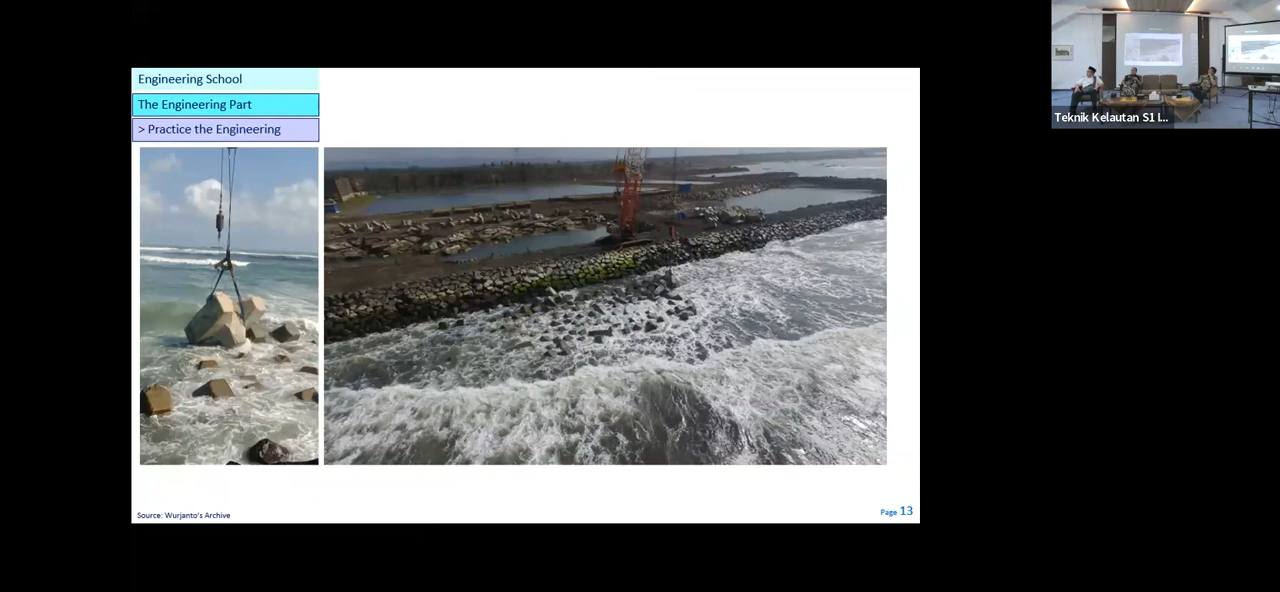 Engineering School
The Engineering Part
> Practice the Engineering
Source: Wurjanto's Archive
Page 13
Teknik Kelautan S1 I...